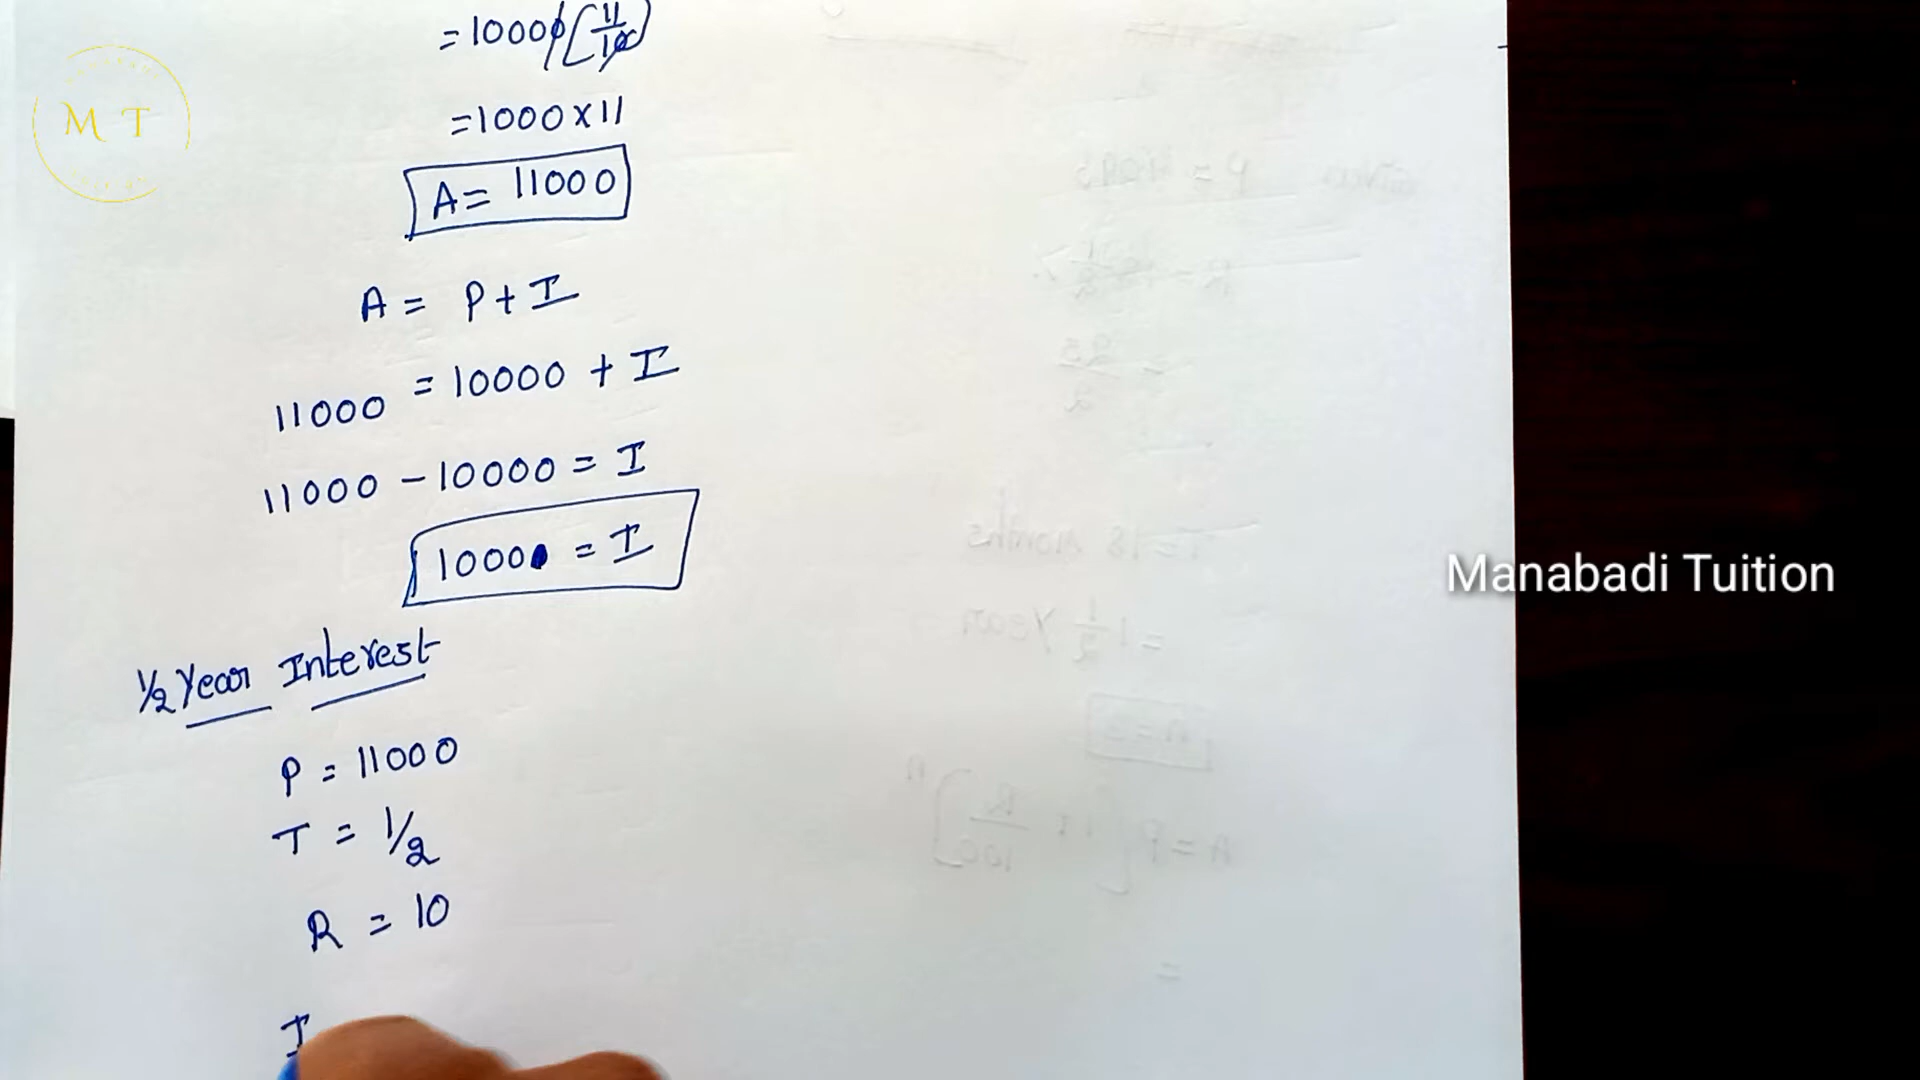 = 10000 [11/10]
= 1000 x 11
A = 11000
A = P + I
11000 = 10000 + I
11000 - 10000 = I
1000 = I
1/2 Year Interest
P = 11000
T = 1/2
R = 10
I
M T
Manabadi Tuition